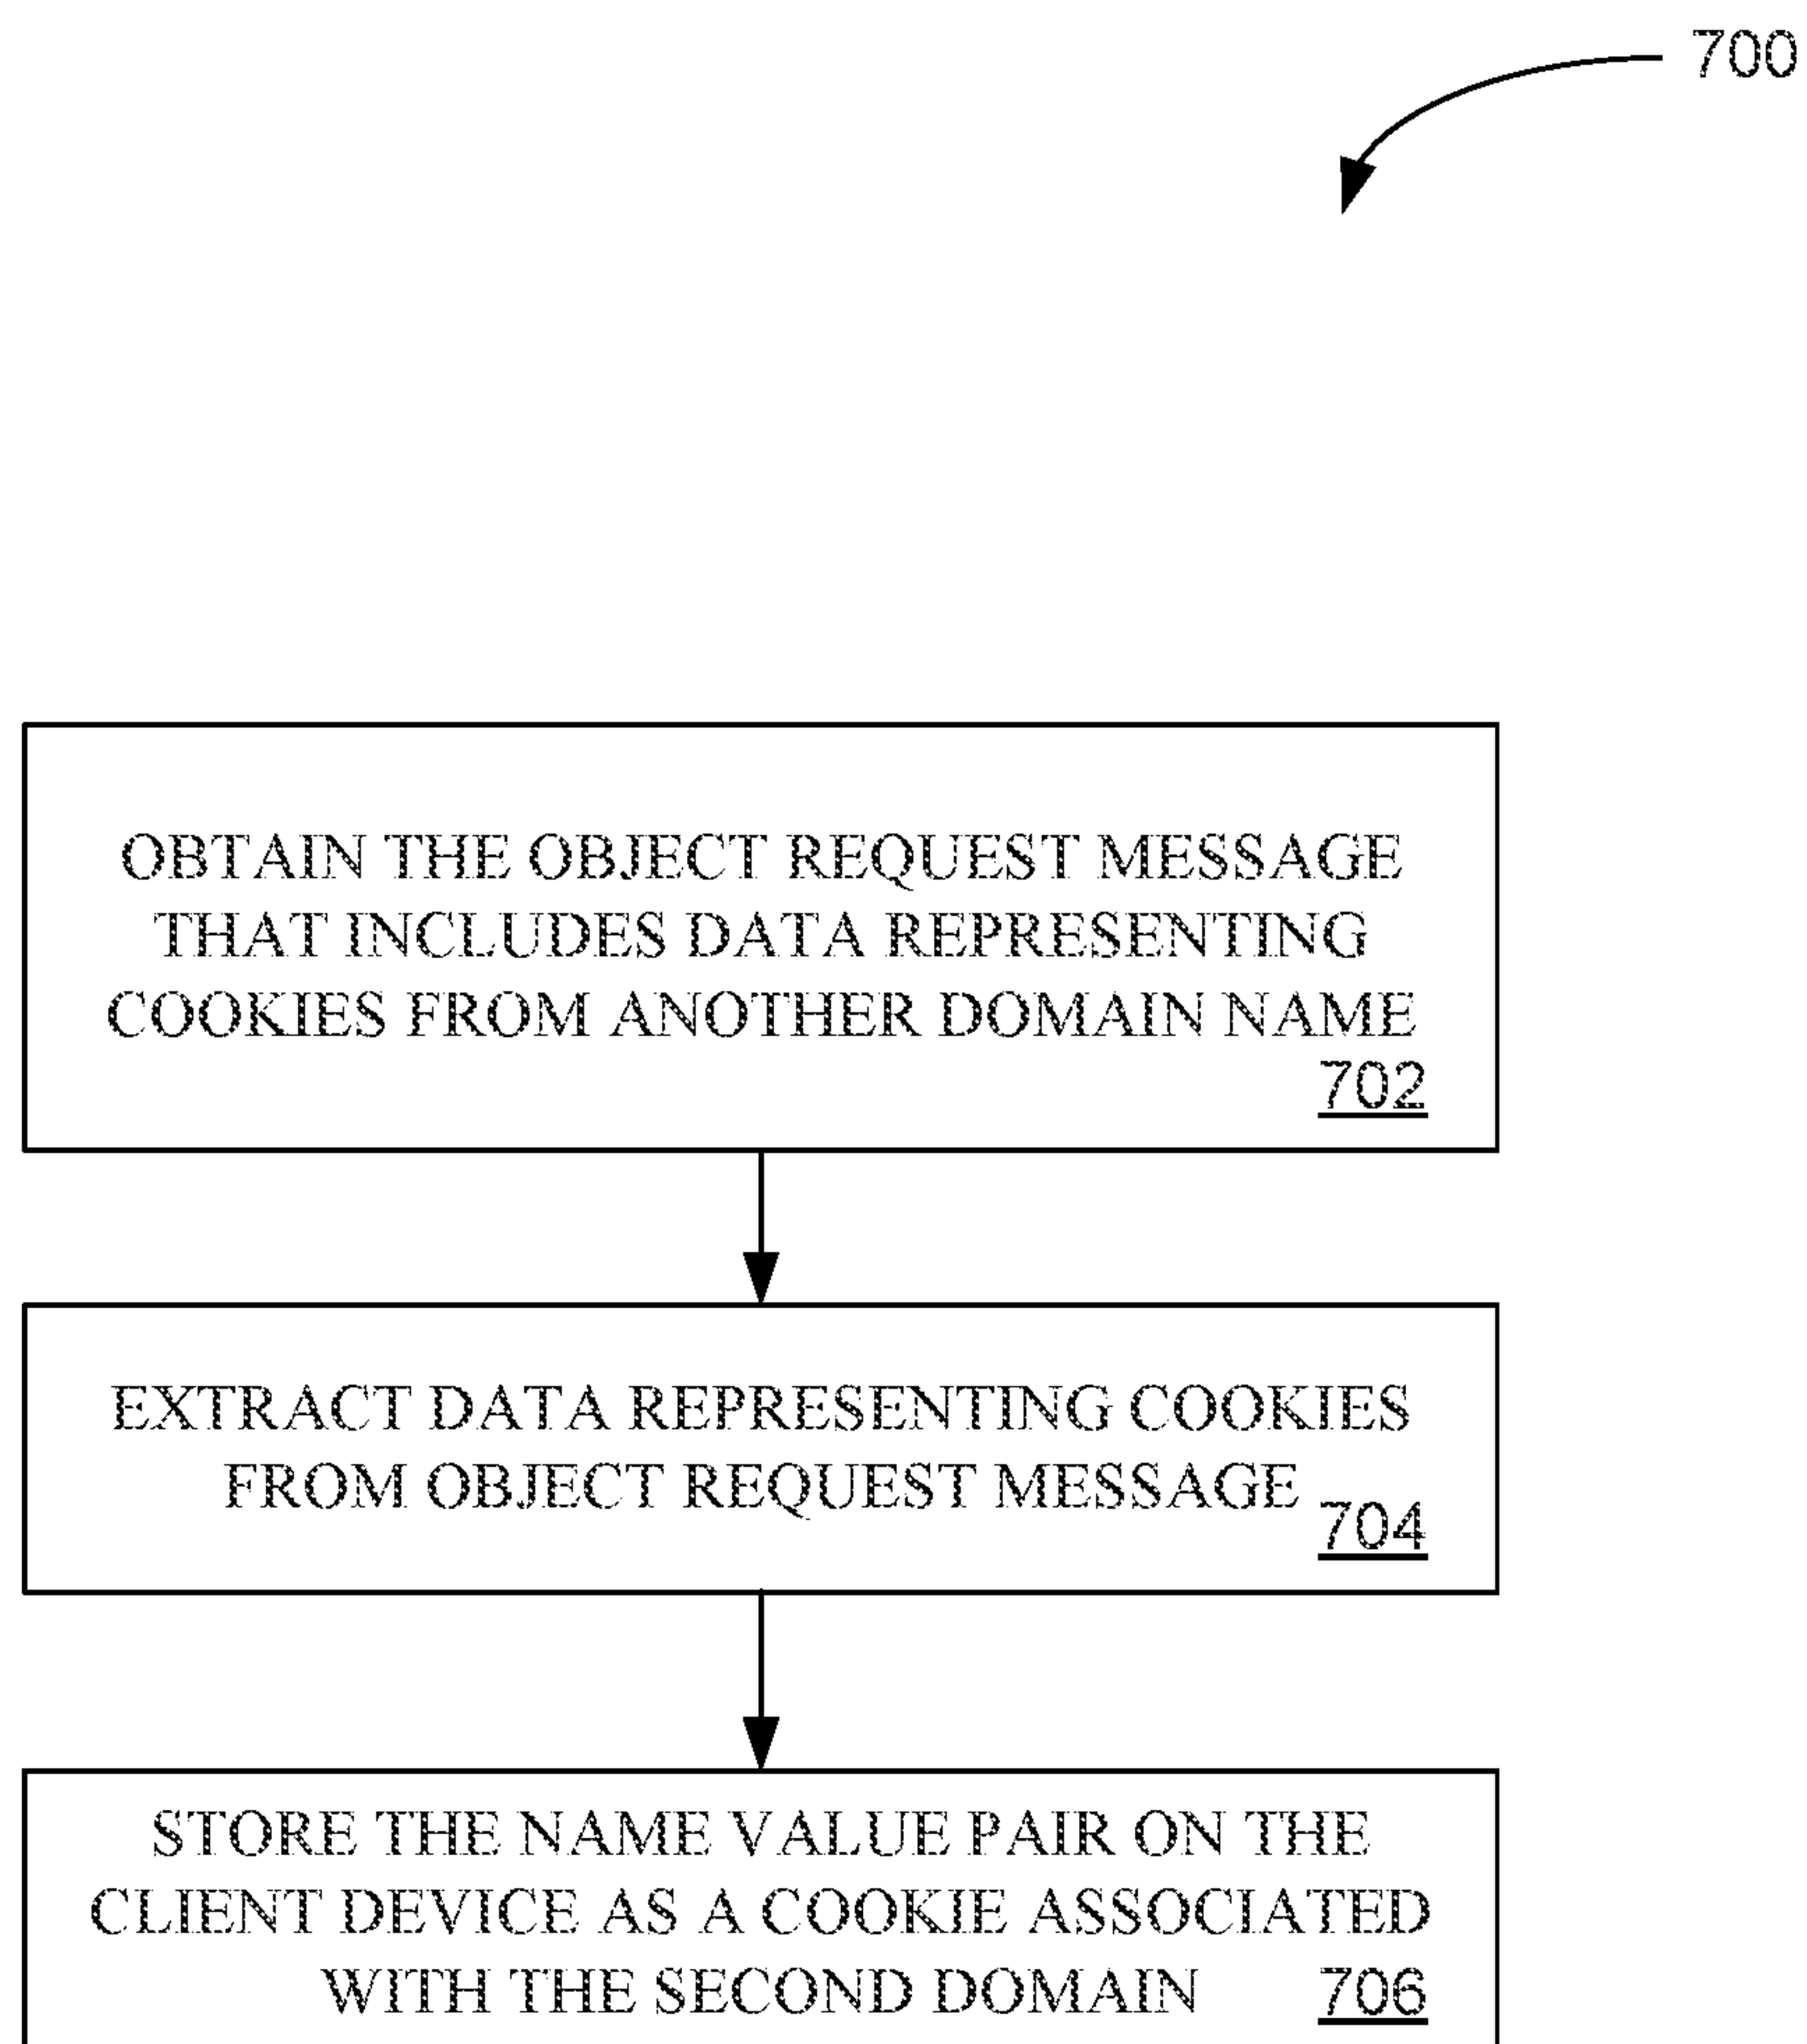 700
OBTAIN THE OBJECT REQUEST MESSAGE
THAT INCLUDES DATA REPRESENTING
COOKIES FROM ANOTHER DOMAIN NAME
702
EXTRACT DATA REPRESENTING COOKIES
FROM OBJECT REQUEST MESSAGE
704
STORE THE NAME VALUE PAIR ON THE
CLIENT DEVICE AS A COOKIE ASSOCIATED
WITH THE SECOND DOMAIN
706